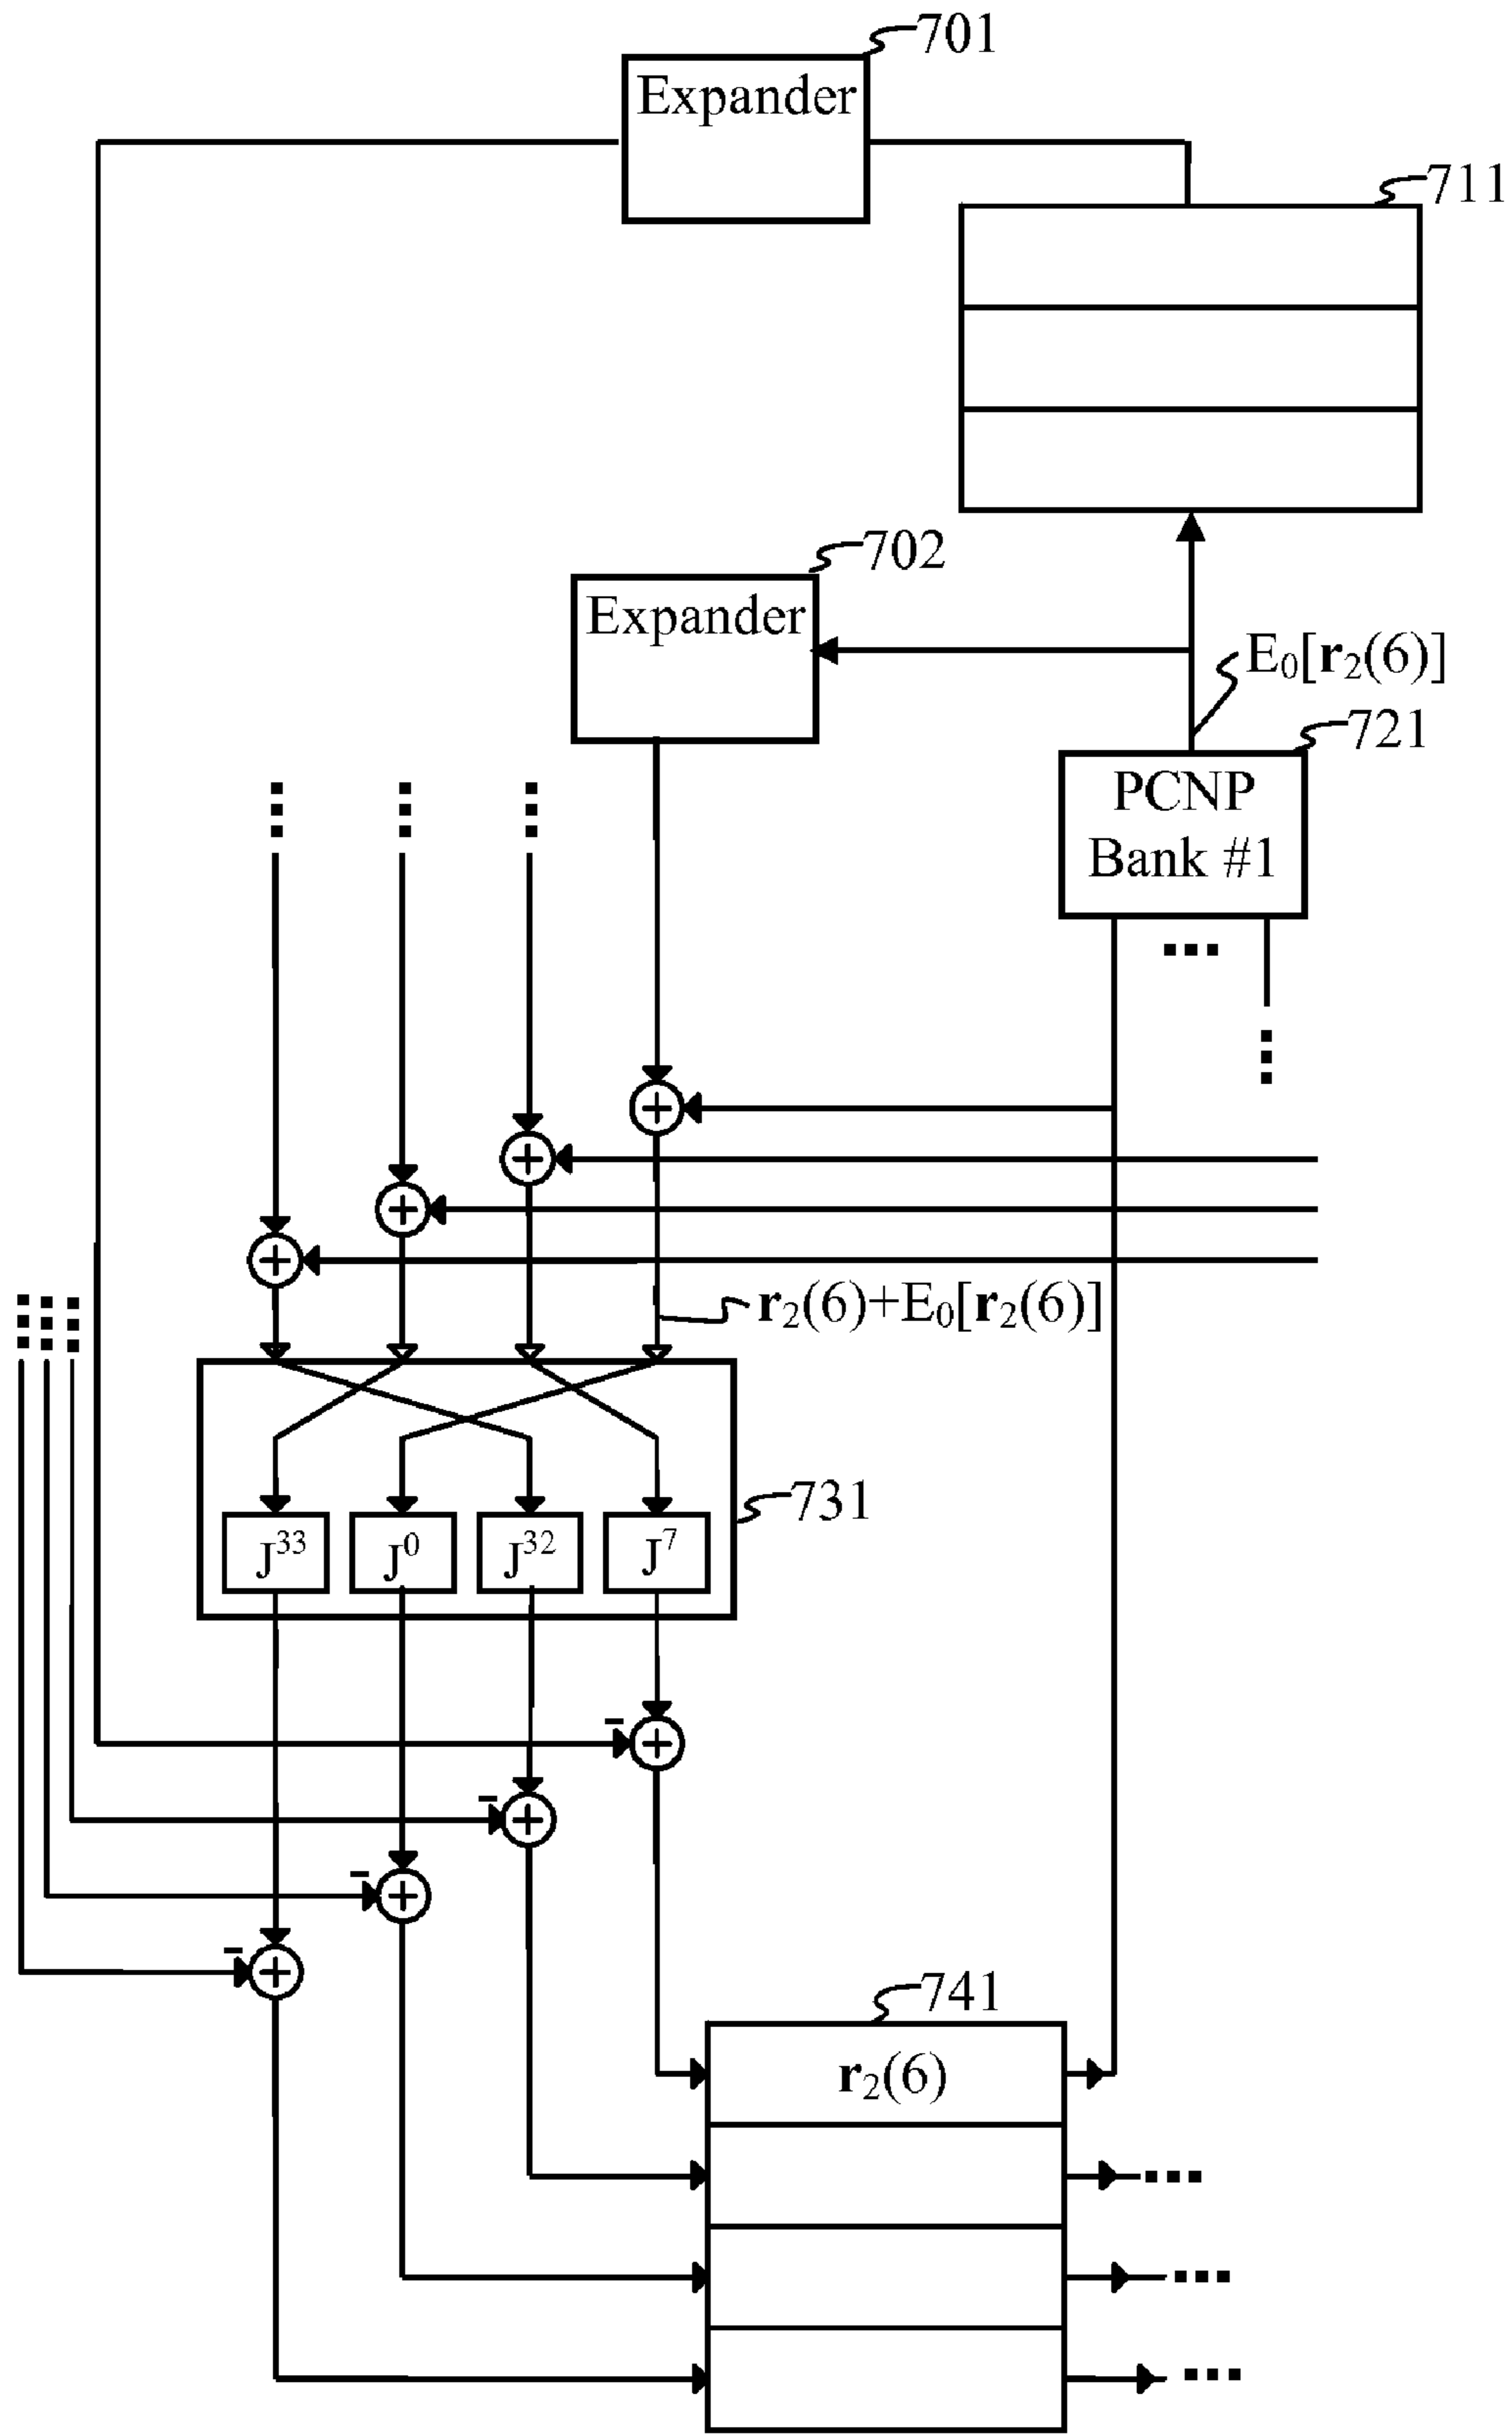 701
Expander
711
702
Expander
E₀[r₂(6)]
721
PCNP
Bank #1
+
+
+
+
r₂(6)+E₀[r₂(6)]
731
J³³ J⁰ J³² J⁷
- +
- +
- +
- +
741
r₂(6)